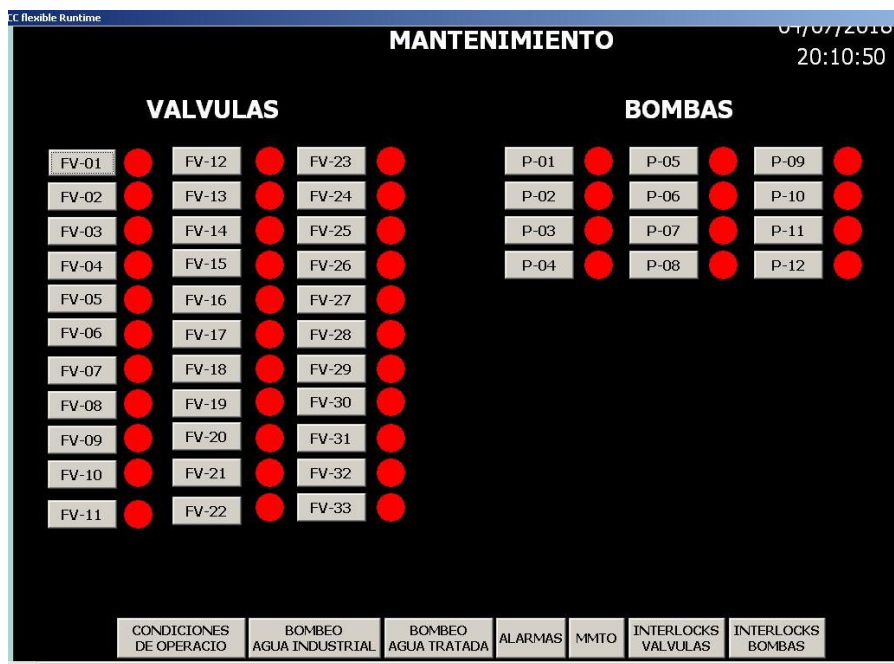 CC flexible Runtime
MANTENIMIENTO
04/07/2018
20:10:50
VALVULAS
BOMBAS
FV-01 FV-12 FV-23 P-01 P-05 P-09
FV-02 FV-13 FV-24 P-02 P-06 P-10
FV-03 FV-14 FV-25 P-03 P-07 P-11
FV-04 FV-15 FV-26 P-04 P-08 P-12
FV-05 FV-16 FV-27
FV-06 FV-17 FV-28
FV-07 FV-18 FV-29
FV-08 FV-19 FV-30
FV-09 FV-20 FV-31
FV-10 FV-21 FV-32
FV-11 FV-22 FV-33
CONDICIONES
DE OPERACIO
BOMBEO
AGUA INDUSTRIAL
BOMBEO
AGUA TRATADA
ALARMAS
MMTO
INTERLOCKS
VALVULAS
INTERLOCKS
BOMBAS